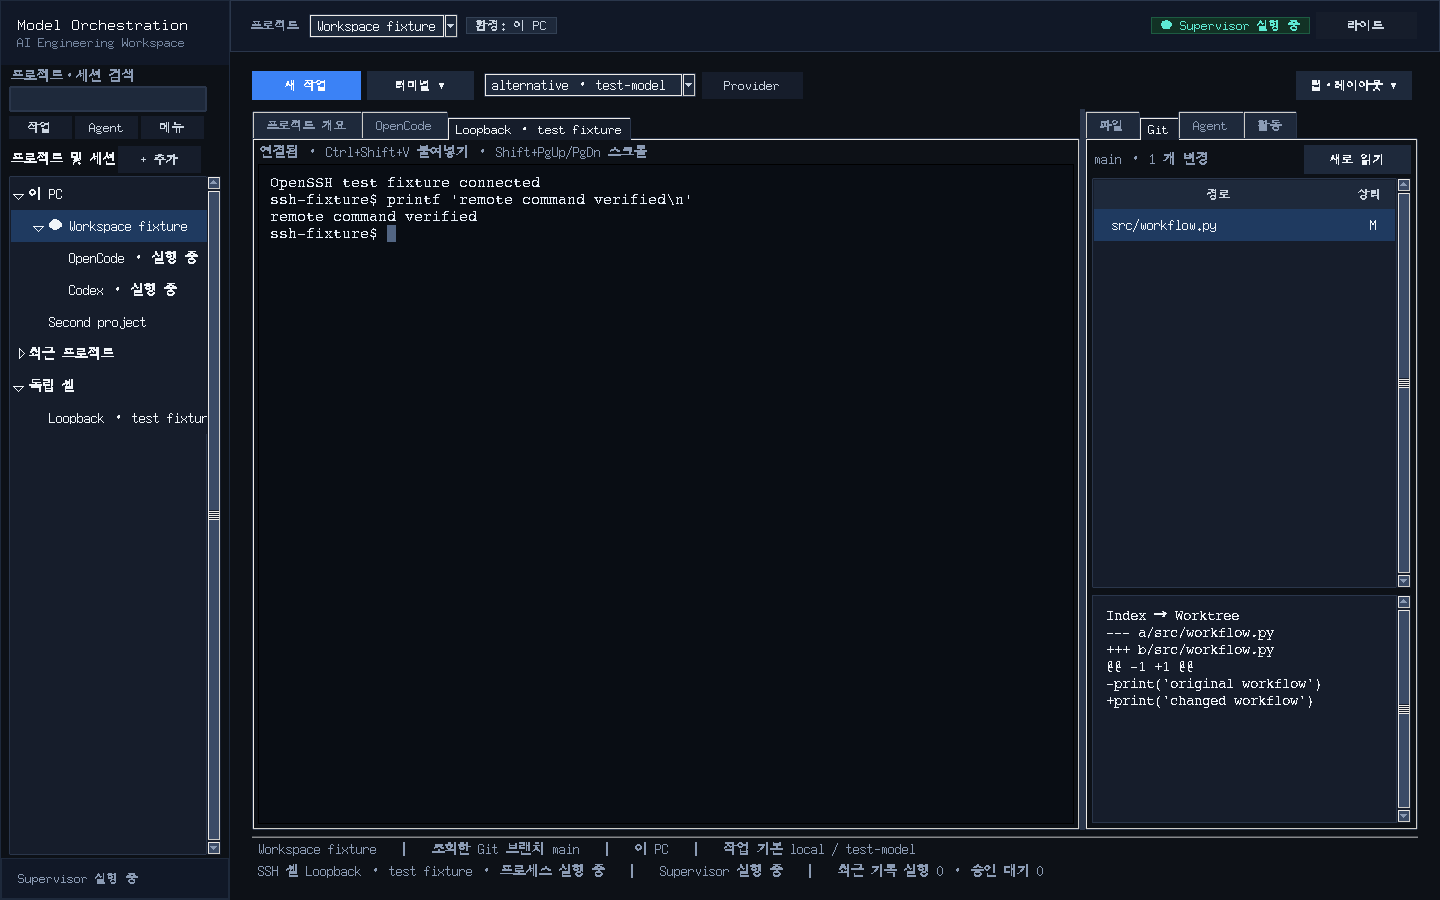 Model Orchestration
AI Engineering Workspace
프로젝트 Workspace fixture 환경: 이 PC
Supervisor 실행 중 라이트
프로젝트·세션 검색
작업 Agent 메뉴
프로젝트 및 세션 + 추가
이 PC
Workspace fixture
OpenCode • 실행 중
Codex • 실행 중
Second project
최근 프로젝트
독립 셸
Loopback • test fixtur
Supervisor 실행 중
새 작업 터미널 ▾ alternative • test-model Provider 탭·레이아웃 ▾
프로젝트 개요 OpenCode Loopback • test fixture
연결됨 • Ctrl+Shift+V 붙여넣기 • Shift+PgUp/PgDn 스크롤
OpenSSH test fixture connected
ssh-fixture$ printf 'remote command verified\n'
remote command verified
ssh-fixture$
파일 Git Agent 활동
main • 1 개 변경 새로 읽기
경로 상태
src/workflow.py M
Index → Worktree
--- a/src/workflow.py
+++ b/src/workflow.py
@@ -1 +1 @@
-print('original workflow')
+print('changed workflow')
Workspace fixture | 조회한 Git 브랜치 main | 이 PC | 작업 기본 local / test-model
SSH 셸 Loopback • test fixture • 프로세스 실행 중 | Supervisor 실행 중 | 최근 기록 실행 0 • 승인 대기 0